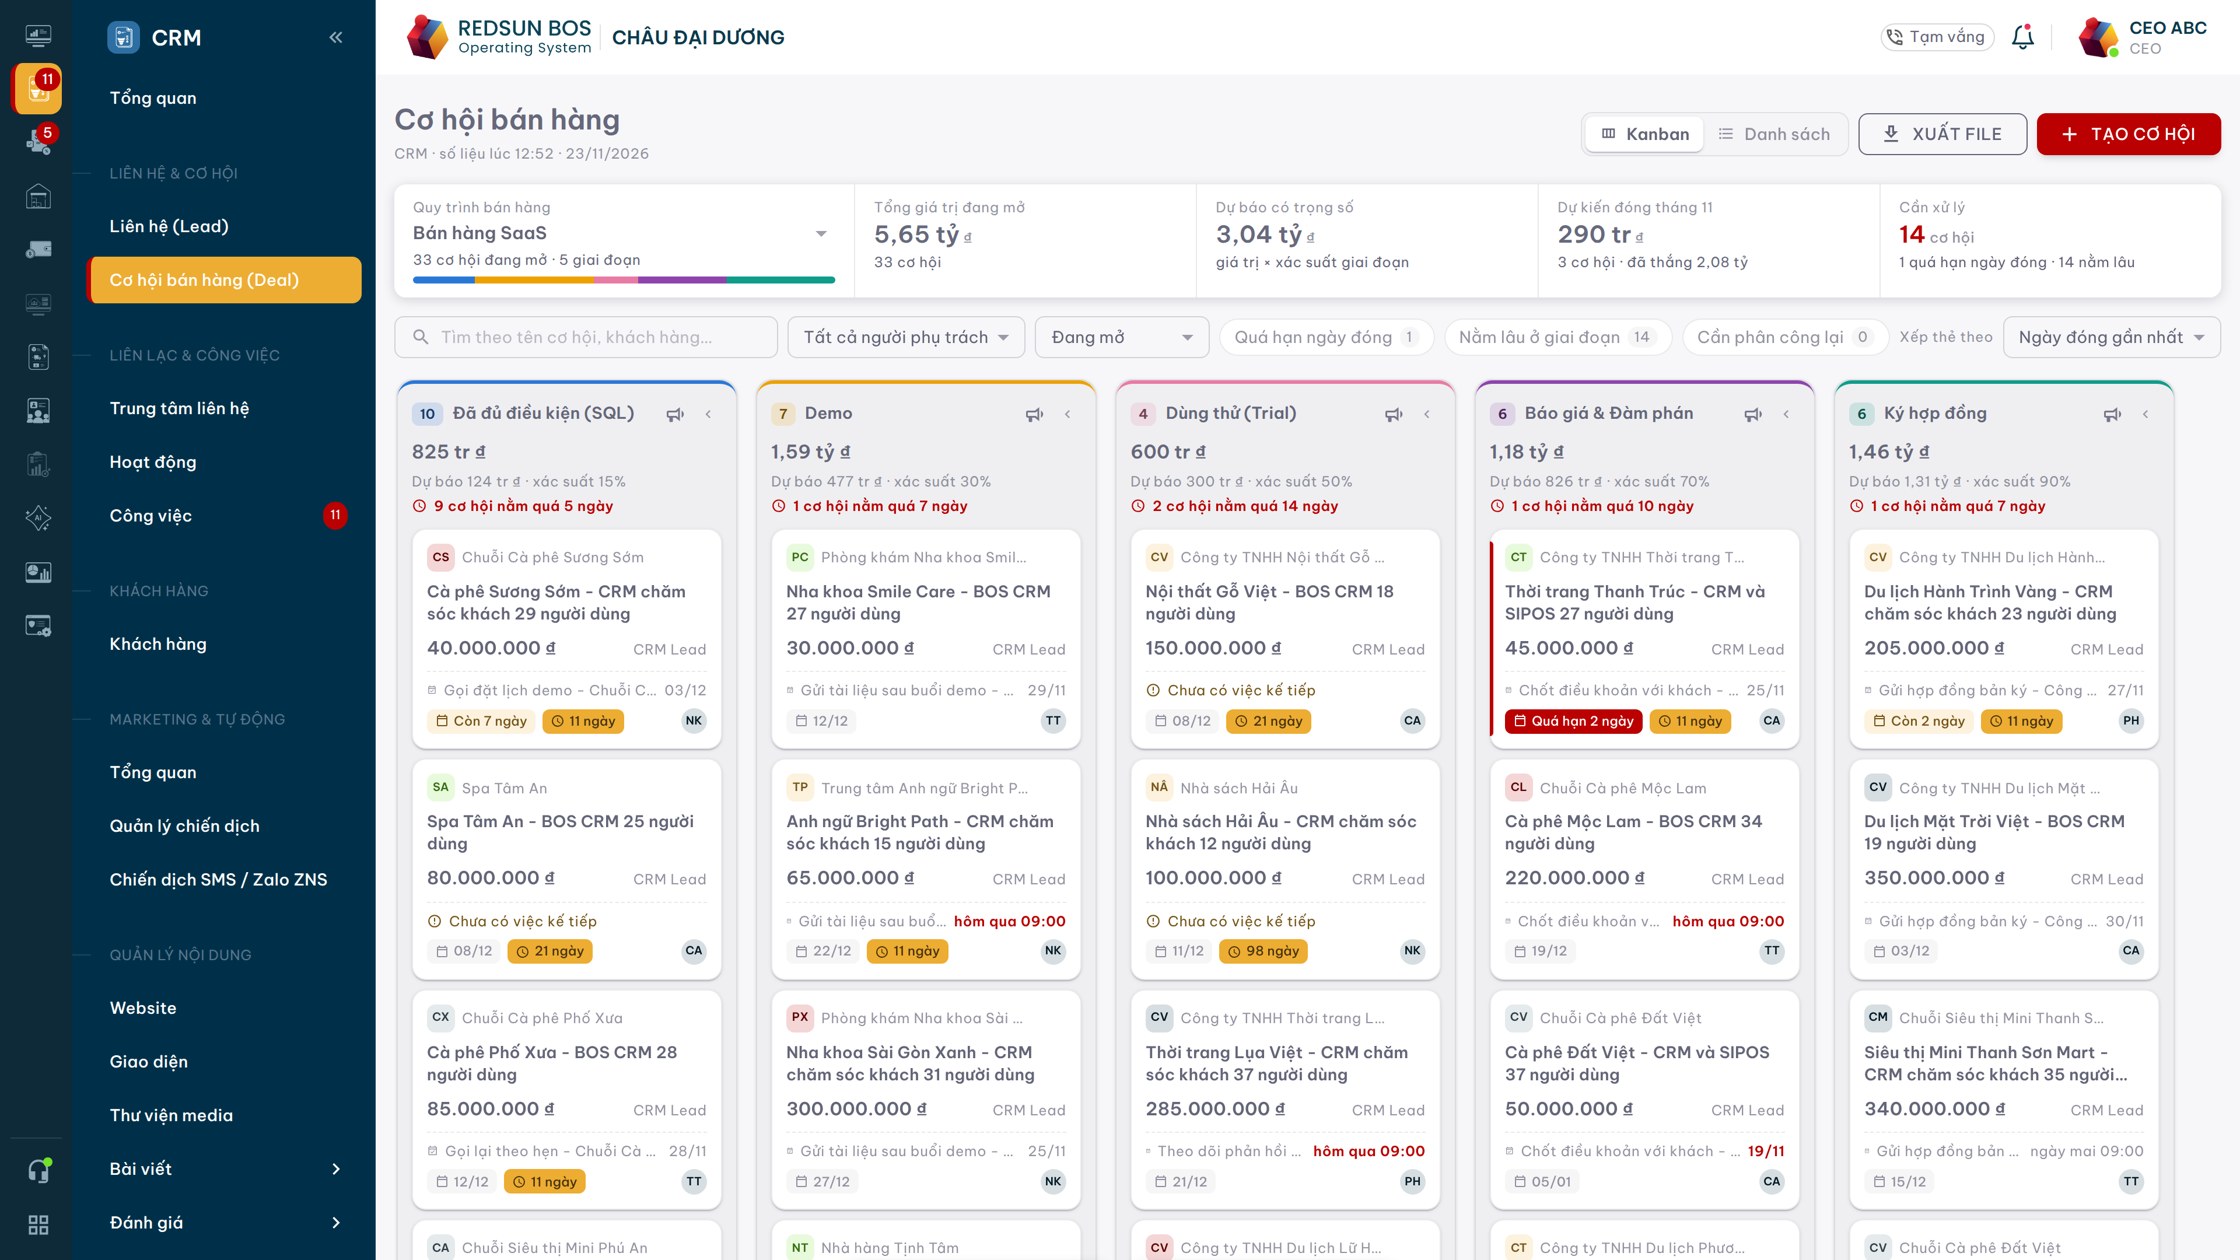 CRM
Tổng quan
LIÊN HỆ & CƠ HỘI
Liên hệ (Lead)
Cơ hội bán hàng (Deal)
LIÊN LẠC & CÔNG VIỆC
Trung tâm liên hệ
Hoạt động
Công việc
11
KHÁCH HÀNG
Khách hàng
MARKETING & TỰ ĐỘNG
Tổng quan
Quản lý chiến dịch
Chiến dịch SMS / Zalo ZNS
QUẢN LÝ NỘI DUNG
Website
Giao diện
Thư viện media
Bài viết
Đánh giá
11
5
AI
REDSUN BOS
Operating System
CHÂU ĐẠI DƯƠNG
Tạm vắng
CEO ABC
CEO
Cơ hội bán hàng
CRM · số liệu lúc 12:52 · 23/11/2026
Kanban
Danh sách
XUẤT FILE
TẠO CƠ HỘI
Quy trình bán hàng
Bán hàng SaaS
33 cơ hội đang mở · 5 giai đoạn
Tổng giá trị đang mở
5,65 tỷ đ
33 cơ hội
Dự báo có trọng số
3,04 tỷ đ
giá trị × xác suất giai đoạn
Dự kiến đóng tháng 11
290 tr đ
3 cơ hội · đã thắng 2,08 tỷ
Cần xử lý
14 cơ hội
1 quá hạn ngày đóng · 14 nằm lâu
Tìm theo tên cơ hội, khách hàng...
Tất cả người phụ trách
Đang mở
Quá hạn ngày đóng 1
Nằm lâu ở giai đoạn 14
Cần phân công lại 0
Xếp thẻ theo
Ngày đóng gần nhất
10 Đã đủ điều kiện (SQL)
825 tr đ
Dự báo 124 tr đ · xác suất 15%
9 cơ hội nằm quá 5 ngày
CS Chuỗi Cà phê Sương Sớm
Cà phê Sương Sớm - CRM chăm
sóc khách 29 người dùng
40.000.000 đ CRM Lead
Gọi đặt lịch demo - Chuỗi C... 03/12
Còn 7 ngày 11 ngày NK
SA Spa Tâm An
Spa Tâm An - BOS CRM 25 người
dùng
80.000.000 đ CRM Lead
Chưa có việc kế tiếp
08/12 21 ngày CA
CX Chuỗi Cà phê Phố Xưa
Cà phê Phố Xưa - BOS CRM 28
người dùng
85.000.000 đ CRM Lead
Gọi lại theo hẹn - Chuỗi Cà ... 28/11
12/12 11 ngày TT
CA Chuỗi Siêu thị Mini Phú An
7 Demo
1,59 tỷ đ
Dự báo 477 tr đ · xác suất 30%
1 cơ hội nằm quá 7 ngày
PC Phòng khám Nha khoa Smil...
Nha khoa Smile Care - BOS CRM
27 người dùng
30.000.000 đ CRM Lead
Gửi tài liệu sau buổi demo - ... 29/11
12/12 TT
TP Trung tâm Anh ngữ Bright P...
Anh ngữ Bright Path - CRM chăm
sóc khách 15 người dùng
65.000.000 đ CRM Lead
Gửi tài liệu sau buổ... hôm qua 09:00
22/12 11 ngày NK
PX Phòng khám Nha khoa Sài ...
Nha khoa Sài Gòn Xanh - CRM
chăm sóc khách 31 người dùng
300.000.000 đ CRM Lead
Gửi tài liệu sau buổi demo - ... 25/11
27/12 NK
NT Nhà hàng Tịnh Tâm
4 Dùng thử (Trial)
600 tr đ
Dự báo 300 tr đ · xác suất 50%
2 cơ hội nằm quá 14 ngày
CV Công ty TNHH Nội thất Gỗ ...
Nội thất Gỗ Việt - BOS CRM 18
người dùng
150.000.000 đ CRM Lead
Chưa có việc kế tiếp
08/12 21 ngày CA
NÂ Nhà sách Hải Âu
Nhà sách Hải Âu - CRM chăm sóc
khách 12 người dùng
100.000.000 đ CRM Lead
Chưa có việc kế tiếp
11/12 98 ngày NK
CV Công ty TNHH Thời trang L...
Thời trang Lụa Việt - CRM chăm
sóc khách 37 người dùng
285.000.000 đ CRM Lead
Theo dõi phản hồi ... hôm qua 09:00
21/12 PH
CV Công ty TNHH Du lịch Lữ H...
6 Báo giá & Đàm phán
1,18 tỷ đ
Dự báo 826 tr đ · xác suất 70%
1 cơ hội nằm quá 10 ngày
CT Công ty TNHH Thời trang T...
Thời trang Thanh Trúc - CRM và
SIPOS 27 người dùng
45.000.000 đ CRM Lead
Chốt điều khoản với khách - ... 25/11
Quá hạn 2 ngày 11 ngày CA
CL Chuỗi Cà phê Mộc Lam
Cà phê Mộc Lam - BOS CRM 34
người dùng
220.000.000 đ CRM Lead
Chốt điều khoản v... hôm qua 09:00
19/12 TT
CV Chuỗi Cà phê Đất Việt
Cà phê Đất Việt - CRM và SIPOS
37 người dùng
50.000.000 đ CRM Lead
Chốt điều khoản với khách - ... 19/11
05/01 CA
CT Công ty TNHH Du lịch Phươ...
6 Ký hợp đồng
1,46 tỷ đ
Dự báo 1,31 tỷ đ · xác suất 90%
1 cơ hội nằm quá 7 ngày
CV Công ty TNHH Du lịch Hành...
Du lịch Hành Trình Vàng - CRM
chăm sóc khách 23 người dùng
205.000.000 đ CRM Lead
Gửi hợp đồng bản ký - Công ... 27/11
Còn 2 ngày 11 ngày PH
CV Công ty TNHH Du lịch Mặt ...
Du lịch Mặt Trời Việt - BOS CRM
19 người dùng
350.000.000 đ CRM Lead
Gửi hợp đồng bản ký - Công ... 30/11
03/12 CA
CM Chuỗi Siêu thị Mini Thanh S...
Siêu thị Mini Thanh Sơn Mart -
CRM chăm sóc khách 35 người...
340.000.000 đ CRM Lead
Gửi hợp đồng bản ... ngày mai 09:00
15/12 TT
CV Chuỗi Cà phê Đất Việt